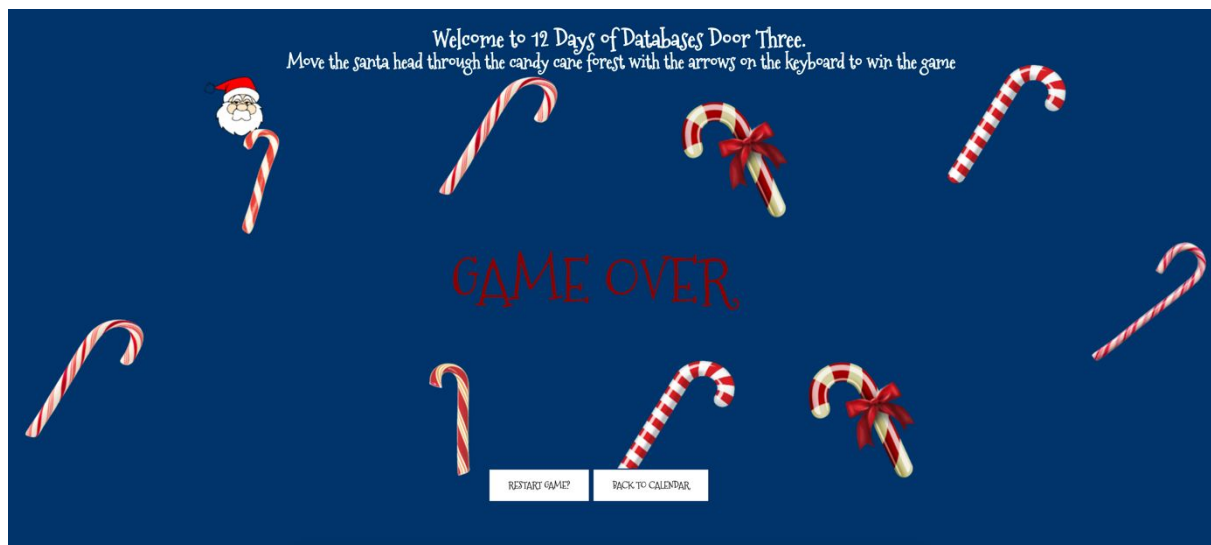 Welcome to 12 Days of Databases Door Three.
Move the santa head through the candy cane forest with the arrows on the keyboard to win the game
GAME OVER.
RESTART GAME?
BACK TO CALENDAR